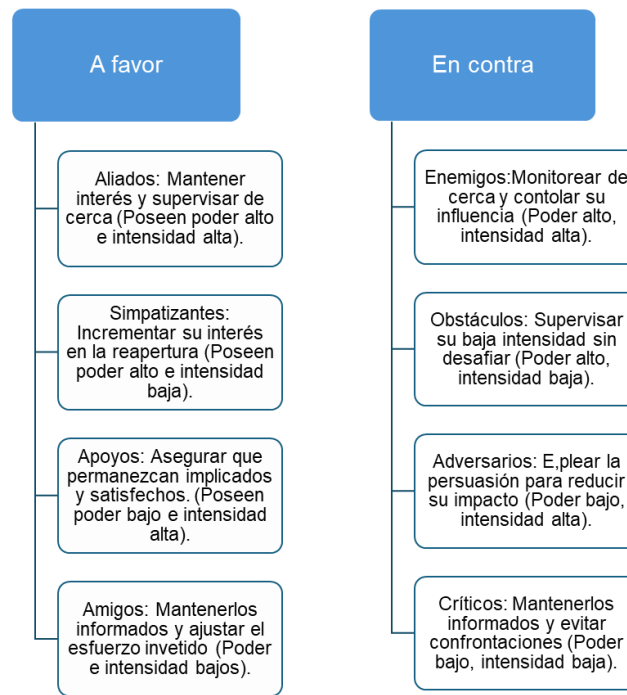 A favor
Aliados: Mantener
interés y supervisar de
cerca (Poseen poder alto
e intensidad alta).
Simpatizantes:
Incrementar su interés
en la reapertura (Poseen
poder alto e intensidad
baja).
Apoyos: Asegurar que
permanezcan implicados
y satisfechos. (Poseen
poder bajo e intensidad
alta).
Amigos: Mantenerlos
informados y ajustar el
esfuerzo invetido (Poder
e intensidad bajos).
En contra
Enemigos:Monitorear de
cerca y contolar su
influencia (Poder alto,
intensidad alta).
Obstáculos: Supervisar
su baja intensidad sin
desafiar (Poder alto,
intensidad baja).
Adversarios: E,plear la
persuasión para reducir
su impacto (Poder bajo,
intensidad alta).
Críticos: Mantenerlos
informados y evitar
confrontaciones (Poder
bajo, intensidad baja).